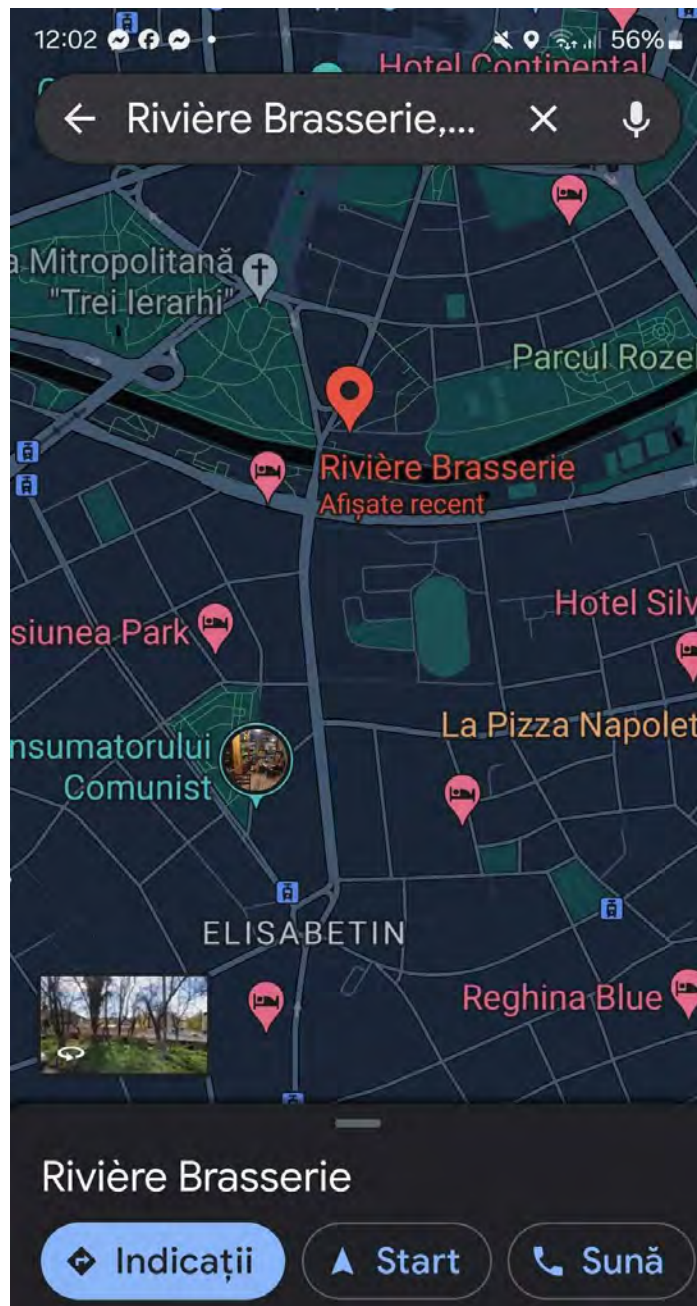 12:02
56%
Hotel Continental
Rivière Brasserie,...
a Mitropolitană
"Trei Ierarhi"
Parcul Rozel
Rivière Brasserie
Afișate recent
Hotel Silv
siunea Park
La Pizza Napolet
nsumatorului
Comunist
ELISABETIN
Reghina Blue
Rivière Brasserie
Indicații
Start
Sună